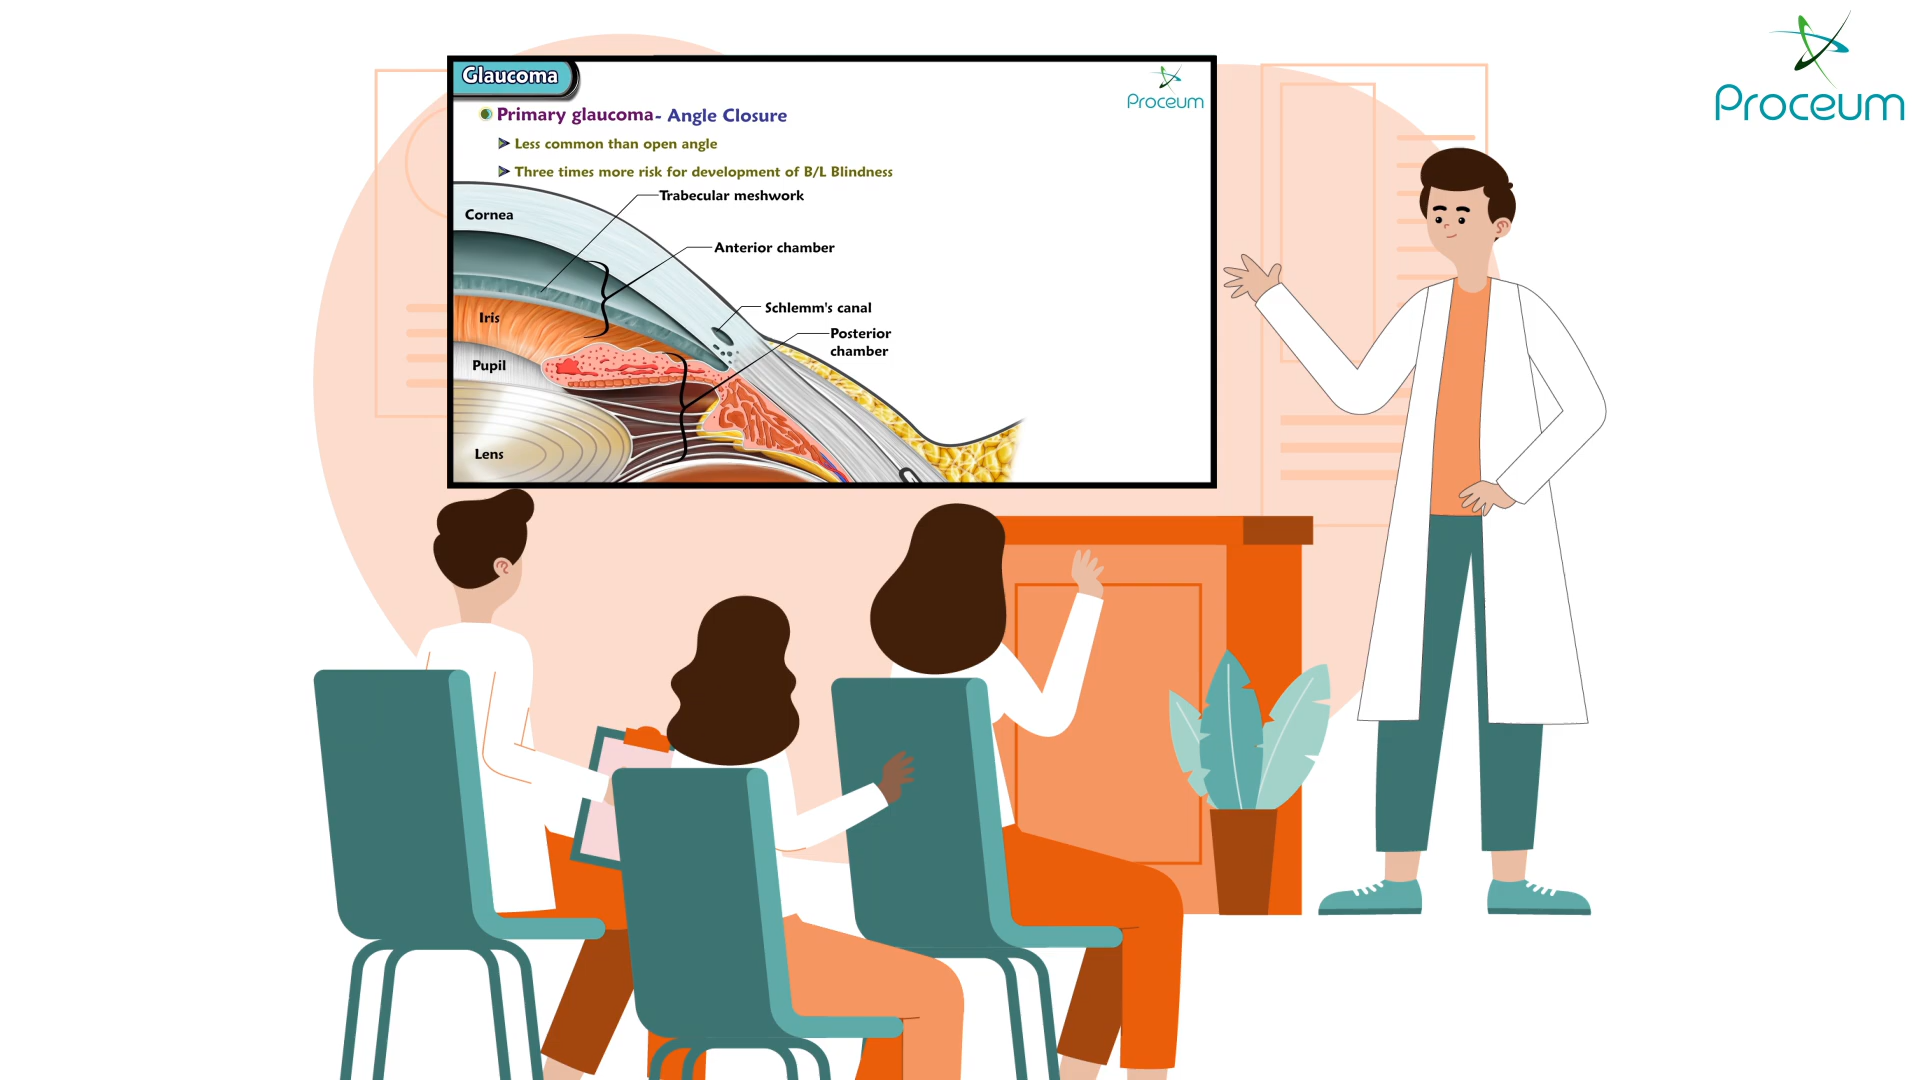 Glaucoma
Proceum
Proceum
Primary glaucoma- Angle Closure
Less common than open angle
Three times more risk for development of B/L Blindness
Trabecular meshwork
Cornea
Anterior chamber
Schlemm's canal
Iris
Posterior
chamber
Pupil
Lens